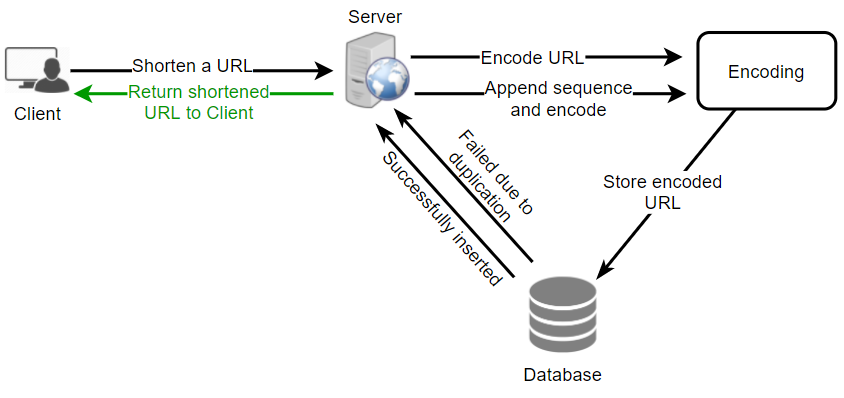 Server
Shorten a URL
Encode URL
Encoding
Return shortened
URL to Client
Append sequence
and encode
Client
Failed due to
duplication
Successfully inserted
Store encoded
URL
Database